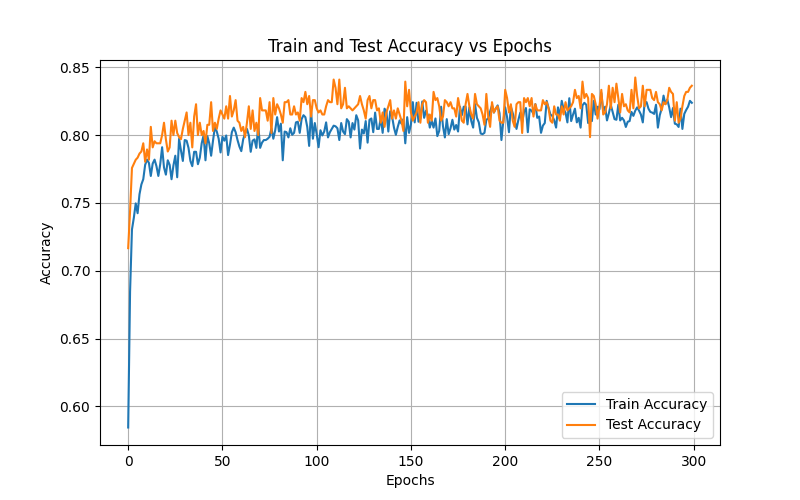 Train and Test Accuracy vs Epochs
0.85
0.80
0.75
0.70
0.65
0.60
Accuracy
0 50 100 150 200 250 300
Epochs
Train Accuracy
Test Accuracy